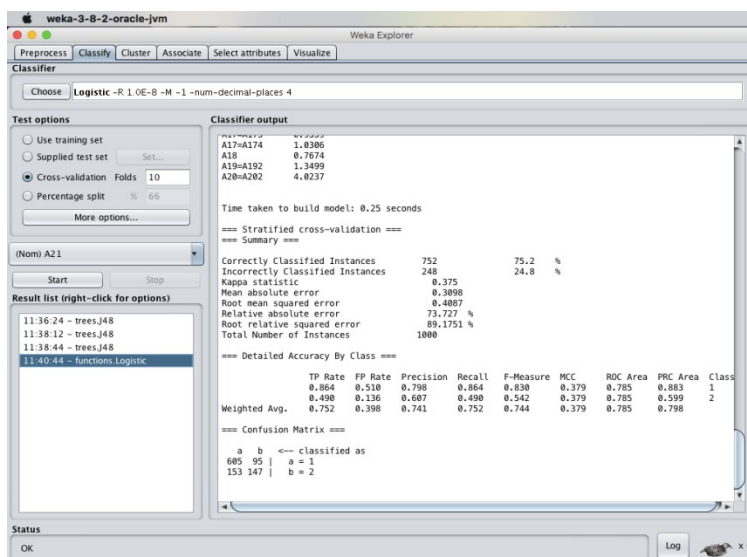 weka-3-8-2-oracle-jvm
Weka Explorer
Preprocess Classify Cluster Associate Select attributes Visualize
Classifier
Choose Logistic -R 1.0E-8 -M -1 -num-decimal-places 4
Test options
Use training set
Supplied test set Set...
Cross-validation Folds 10
Percentage split % 66
More options...
(Nom) A21
Start Stop
Result list (right-click for options)
11:36:24 - trees.J48
11:38:12 - trees.J48
11:38:44 - trees.J48
11:40:44 - functions.Logistic
Classifier output
A17=A174 1.0306
A18 0.7674
A19=A192 1.3499
A20=A202 4.0237
Time taken to build model: 0.25 seconds
=== Stratified cross-validation ===
=== Summary ===
Correctly Classified Instances 752 75.2 %
Incorrectly Classified Instances 248 24.8 %
Kappa statistic 0.375
Mean absolute error 0.3098
Root mean squared error 0.4087
Relative absolute error 73.727 %
Root relative squared error 89.1751 %
Total Number of Instances 1000
=== Detailed Accuracy By Class ===
TP Rate FP Rate Precision Recall F-Measure MCC ROC Area PRC Area Class
0.864 0.510 0.798 0.864 0.830 0.379 0.785 0.883 1
0.490 0.136 0.607 0.490 0.542 0.379 0.785 0.599 2
Weighted Avg. 0.752 0.398 0.741 0.752 0.744 0.379 0.785 0.798
=== Confusion Matrix ===
a b <-- classified as
605 95 | a = 1
153 147 | b = 2
Status
OK
Log
x